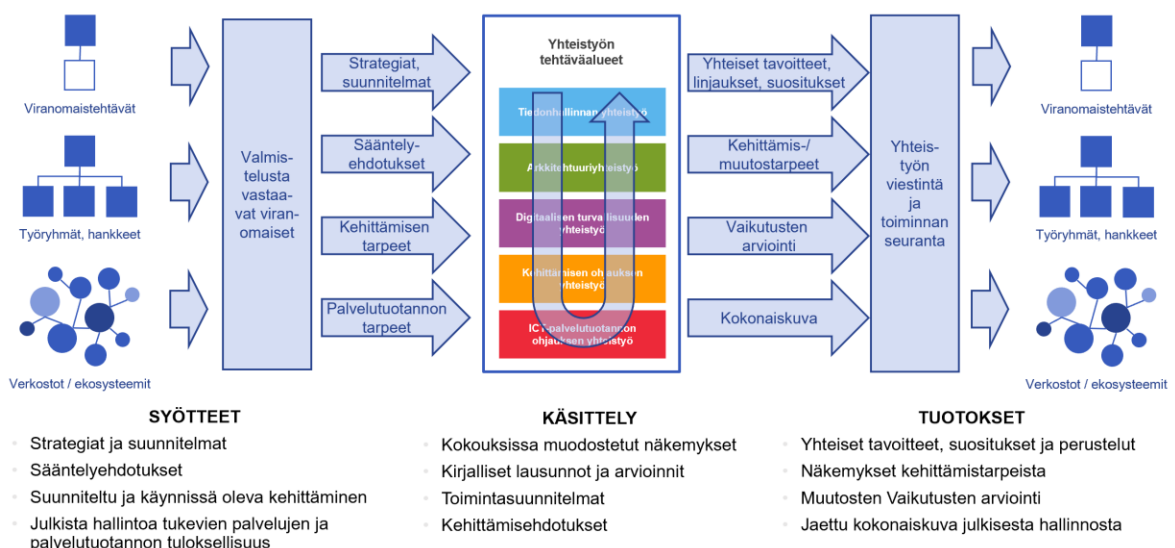 Viranomaistehtävät
Työryhmät, hankkeet
Verkostot / ekosysteemit
Valmis-
telusta
vastaa-
vat viran-
omaiset
Strategiat,
suunnitelmat
Sääntely-
ehdotukset
Kehittämisen
tarpeet
Palvelutuotannon
tarpeet
Yhteistyön
tehtäväalueet
Tiedonhallinnan yhteistyö
Arkkitehtuuriyhteistyö
Digitaalisen turvallisuuden
yhteistyö
Kehittämisen ohjauksen
yhteistyö
ICT-palvelutuotannon
ohjauksen yhteistyö
Yhteiset tavoitteet,
linjaukset, suositukset
Kehittämis-/
muutostarpeet
Vaikutusten
arviointi
Kokonaiskuva
Yhteis-
työn
viestintä
ja
toiminnan
seuranta
Viranomaistehtävät
Työryhmät, hankkeet
Verkostot / ekosysteemit
SYÖTTEET
Strategiat ja suunnitelmat
Sääntelyehdotukset
Suunniteltu ja käynnissä oleva kehittäminen
Julkista hallintoa tukevien palvelujen ja
palvelutuotannon tuloksellisuus
KÄSITTELY
Kokouksissa muodostetut näkemykset
Kirjalliset lausunnot ja arvioinnit
Toimintasuunnitelmat
Kehittämisehdotukset
TUOTOKSET
Yhteiset tavoitteet, suositukset ja perustelut
Näkemykset kehittämistarpeista
Muutosten Vaikutusten arviointi
Jaettu kokonaiskuva julkisesta hallinnosta